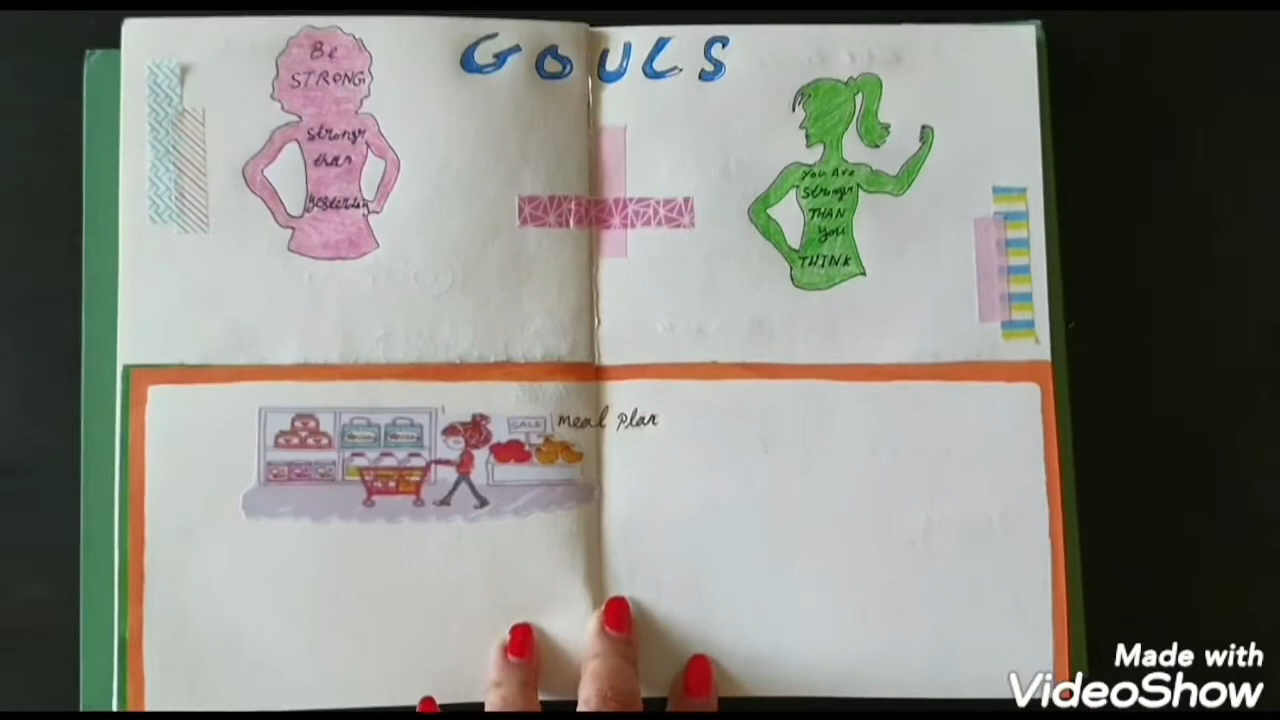 GOULS
Be
STRONG
stronger
than
yesterday
You Are
Stronger
THAN
you
THINK
SALE
meal plan
Made with
VideoShow